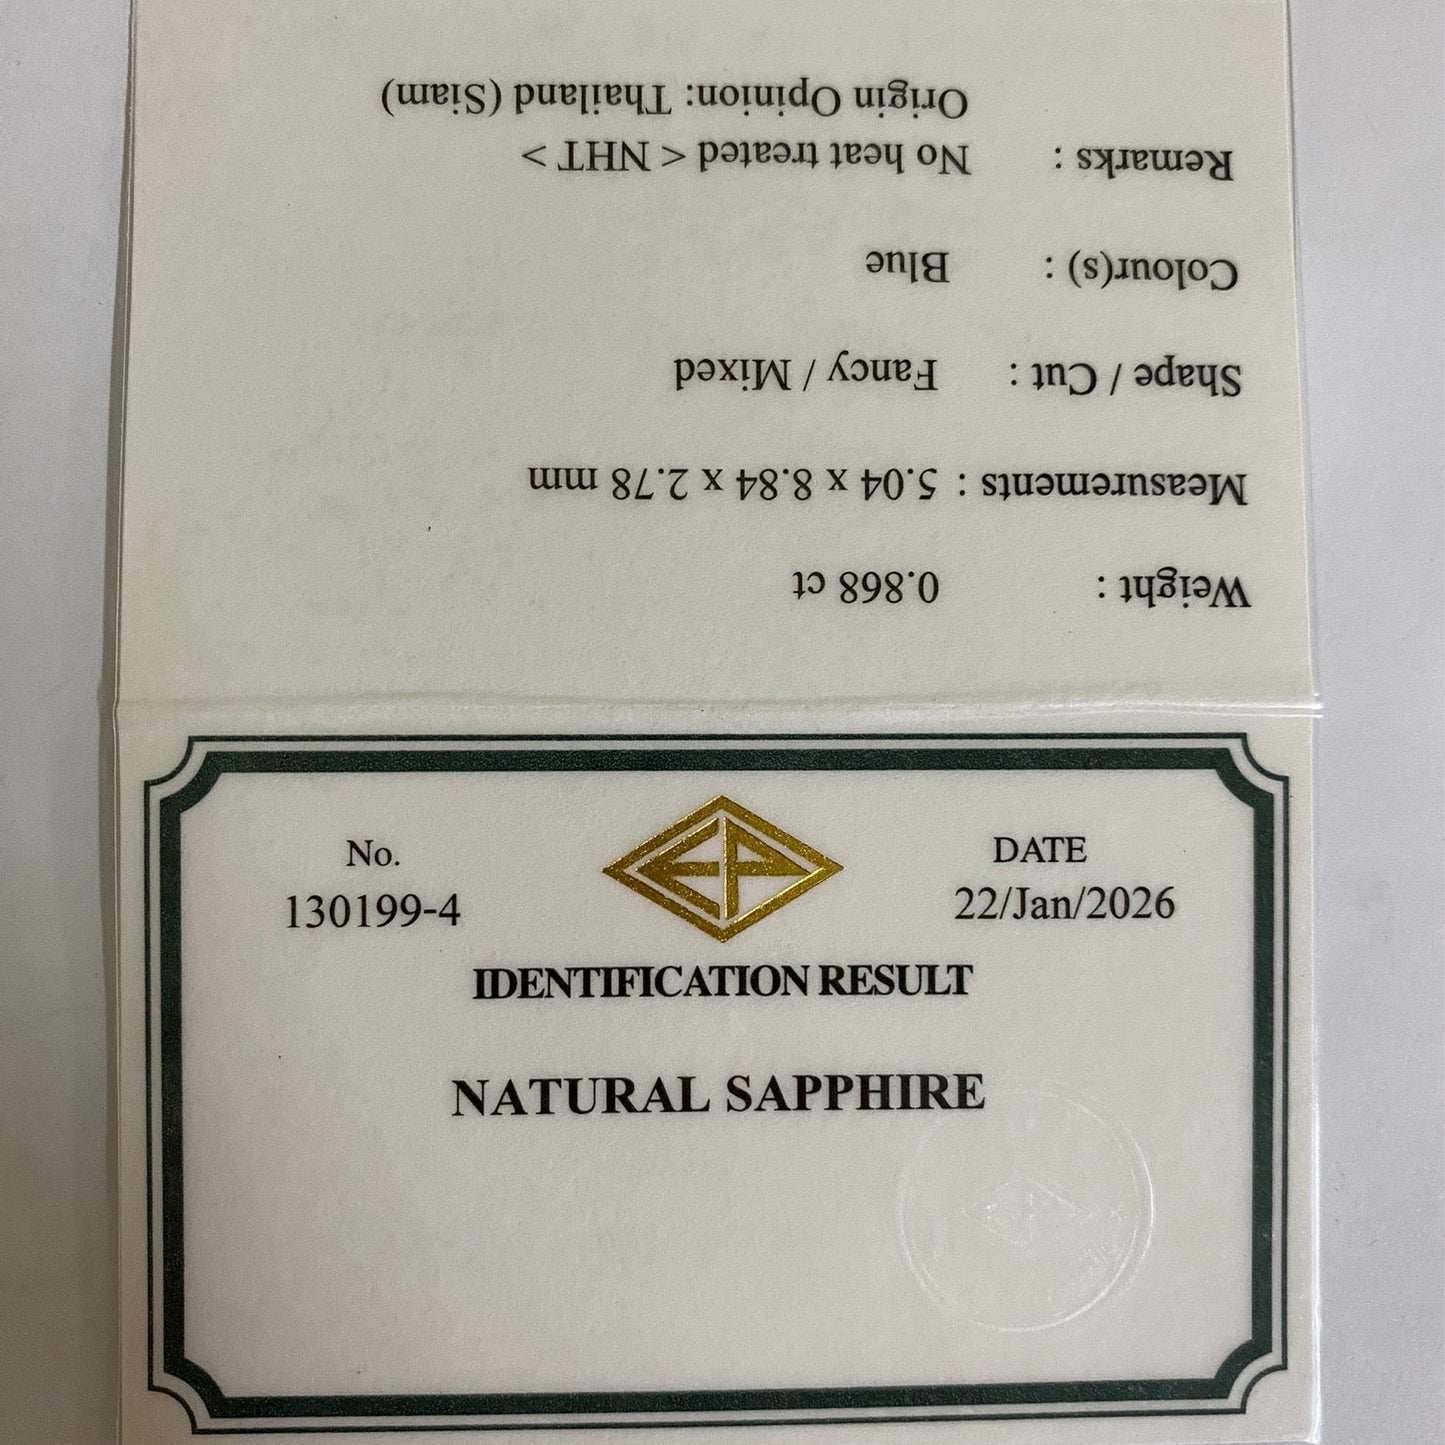 Weight : 0.868 ct
Measurements : 5.04 x 8.84 x 2.78 mm
Shape / Cut : Fancy / Mixed
Colour(s) : Blue
Remarks : No heat treated < NHT >
Origin Opinion: Thailand (Siam)
No.
130199-4
EP
DATE
22/Jan/2026
IDENTIFICATION RESULT
NATURAL SAPPHIRE